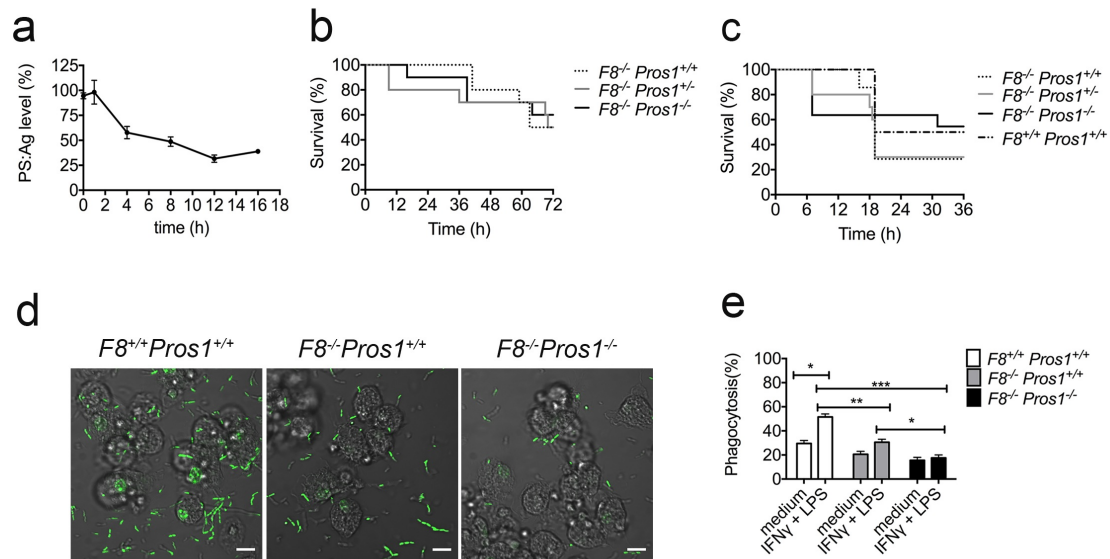 a
PS:Ag level (%)
125
100
75
50
25
0
0 2 4 6 8 10 12 14 16 18
time (h)
b
Survival (%)
100
80
60
40
20
0
0 12 24 36 48 60 72
Time (h)
F8-/- Pros1+/+
F8-/- Pros1+/-
F8-/- Pros1-/-
c
Survival (%)
100
80
60
40
20
0
0 6 12 18 24 30 36
Time (h)
F8-/- Pros1+/+
F8-/- Pros1+/-
F8-/- Pros1-/-
F8+/+ Pros1+/+
d
F8+/+Pros1+/+
F8-/-Pros1+/+
F8-/-Pros1-/-
e
Phagocytosis(%)
100
80
60
40
20
0
*
***
**
*
medium
IFNγ + LPS
medium
IFNγ + LPS
medium
IFNγ + LPS
F8+/+ Pros1+/+
F8-/- Pros1+/+
F8-/- Pros1-/-